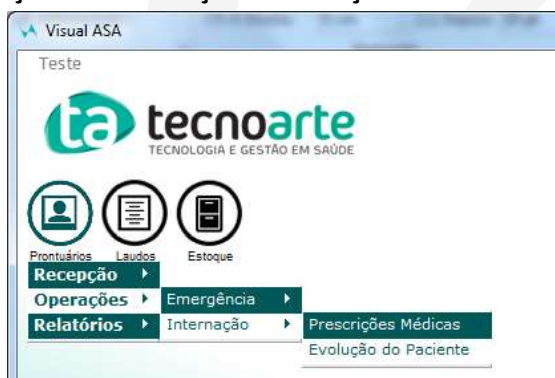 Visual ASA
Teste
ta tecnoarte
TECNOLOGIA E GESTÃO EM SAÚDE
Prontuários Laudos Estoque
Recepção
Operações Emergência
Relatórios Internação Prescrições Médicas
Evolução do Paciente